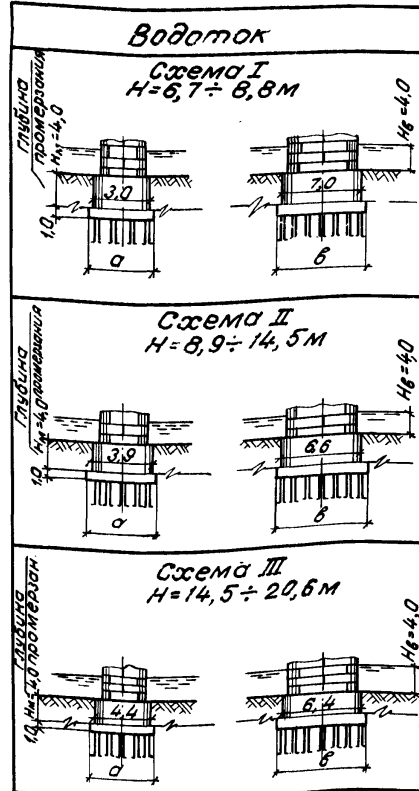 Водоток
Схема I
H=6,7÷8,8м
Глубина
промерзания
Hм=4,0
1,0
3,0
а
Hв=4,0
7,0
в
Схема II
H=8,9÷14,5м
Глубина
Hм=4,0 промерзания
1,0
3,9
а
Hв=4,0
6,6
в
Схема III
H=14,5÷20,6м
Глубина
Hм=4,0 промерзан.
1,0
4,4
а
Hв=4,0
6,4
в